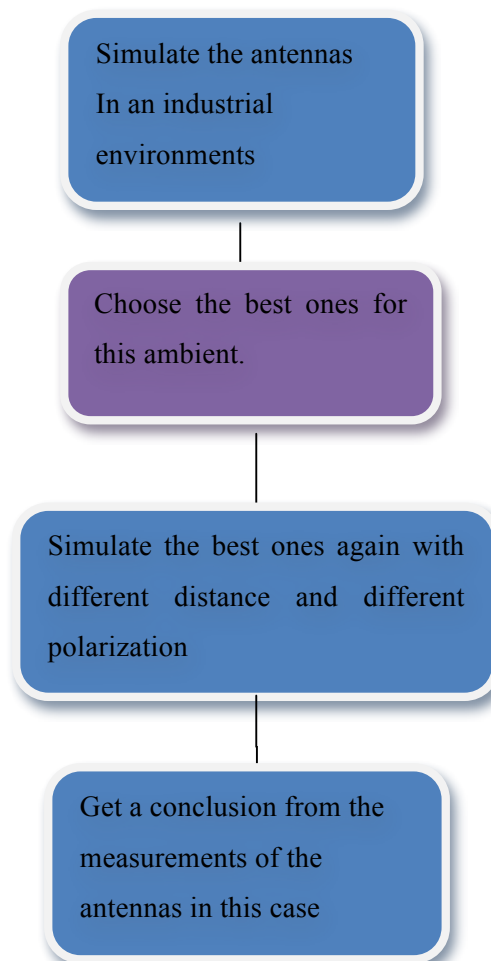 Simulate the antennas
In an industrial
environments
Choose the best ones for
this ambient.
Simulate the best ones again with
different distance and different
polarization
Get a conclusion from the
measurements of the
antennas in this case